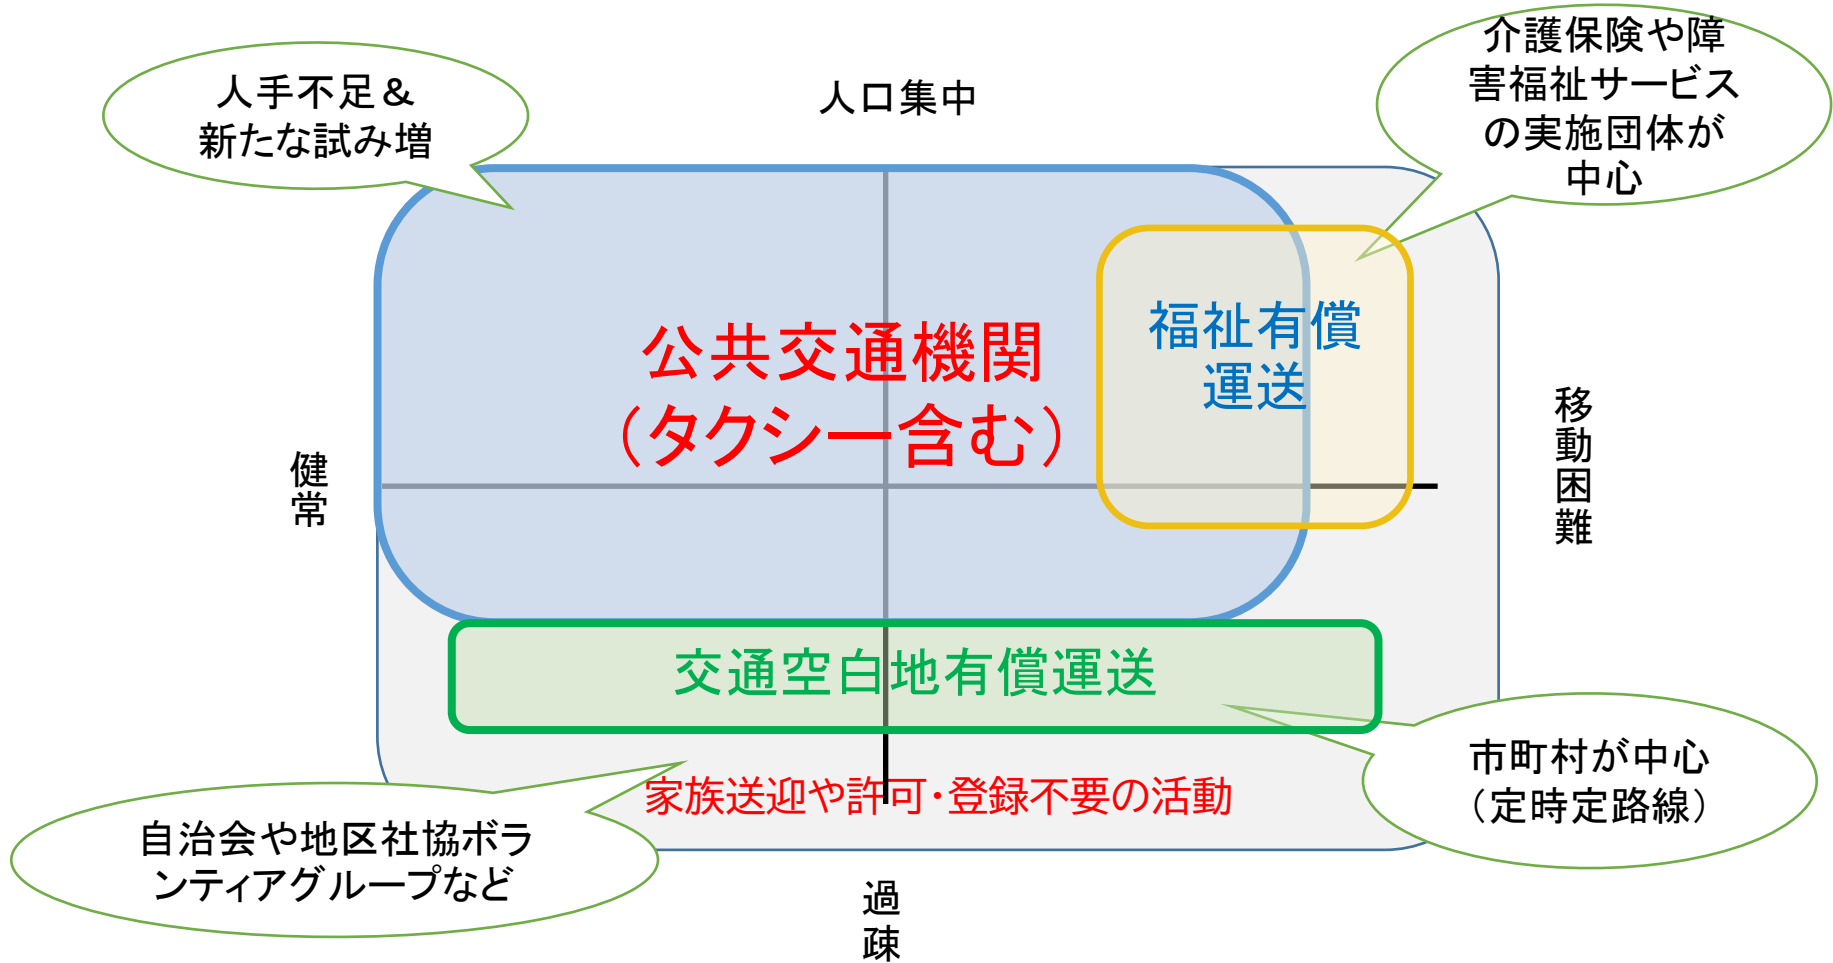 人手不足＆
新たな試み増
人口集中
介護保険や障
害福祉サービス
の実施団体が
中心
公共交通機関
（タクシー含む）
福祉有償
運送
健常
移動困難
交通空白地有償運送
家族送迎や許可・登録不要の活動
市町村が中心
（定時定路線）
自治会や地区社協ボラ
ンティアグループなど
過疎